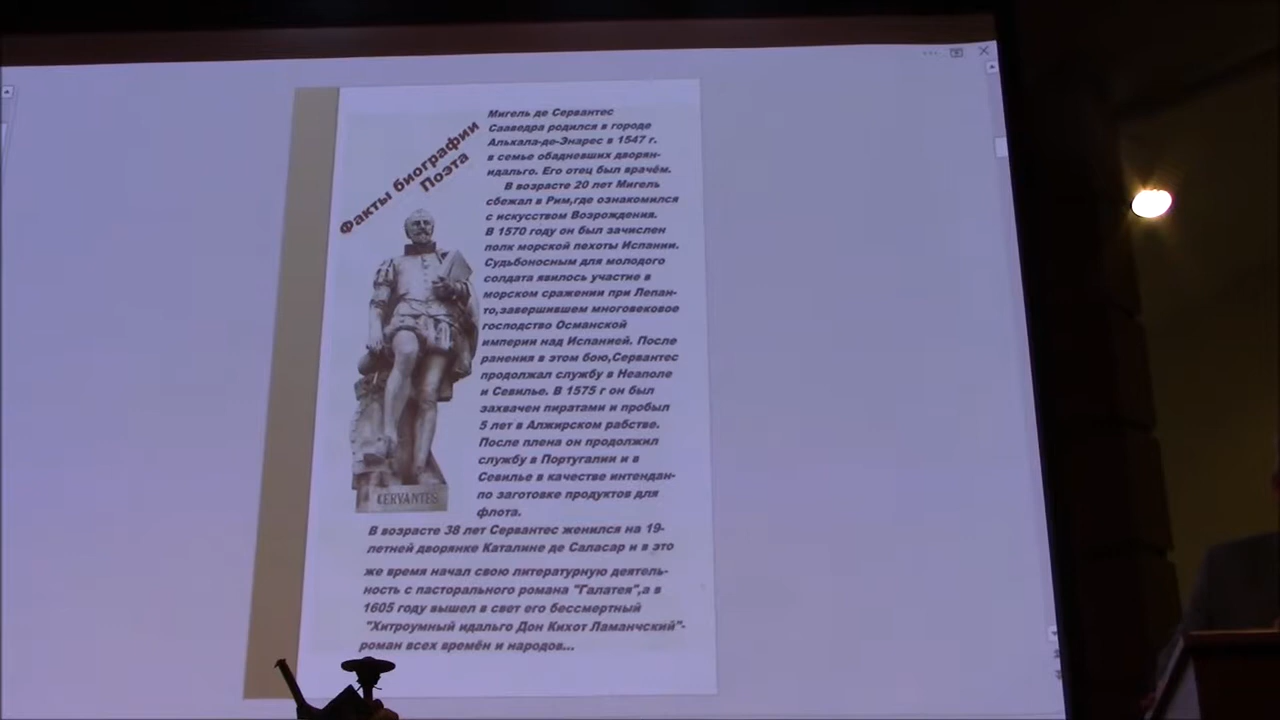 Факты биографии
Поэта
Мигель де Сервантес
Сааведра родился в городе
Алькала-де-Энарес в 1547 г.
в семье обадневших дворян-
идальго. Его отец был врачём.
В возрасте 20 лет Мигель
сбежал в Рим,где ознакомился
с искусством Возрождения.
В 1570 году он был зачислен
полк морской пехоты Испании.
Судьбоносным для молодого
солдата явилось участие в
морском сражении при Лепан-
то,завершившем многовековое
господство Османской
империи над Испанией. После
ранения в этом бою,Сервантес
продолжал службу в Неаполе
и Севилье. В 1575 г он был
захвачен пиратами и пробыл
5 лет в Алжирском рабстве.
После плена он продолжил
службу в Португалии и в
Севилье в качестве интендан-
по заготовке продуктов для
флота.
CERVANTES
В возрасте 38 лет Сервантес женился на 19-
летней дворянке Каталине де Саласар и в это
же время начал свою литературную деятель-
ность с пасторального романа "Галатея",а в
1605 году вышел в свет его бессмертный
"Хитроумный идальго Дон Кихот Ламанчский"-
роман всех времён и народов...